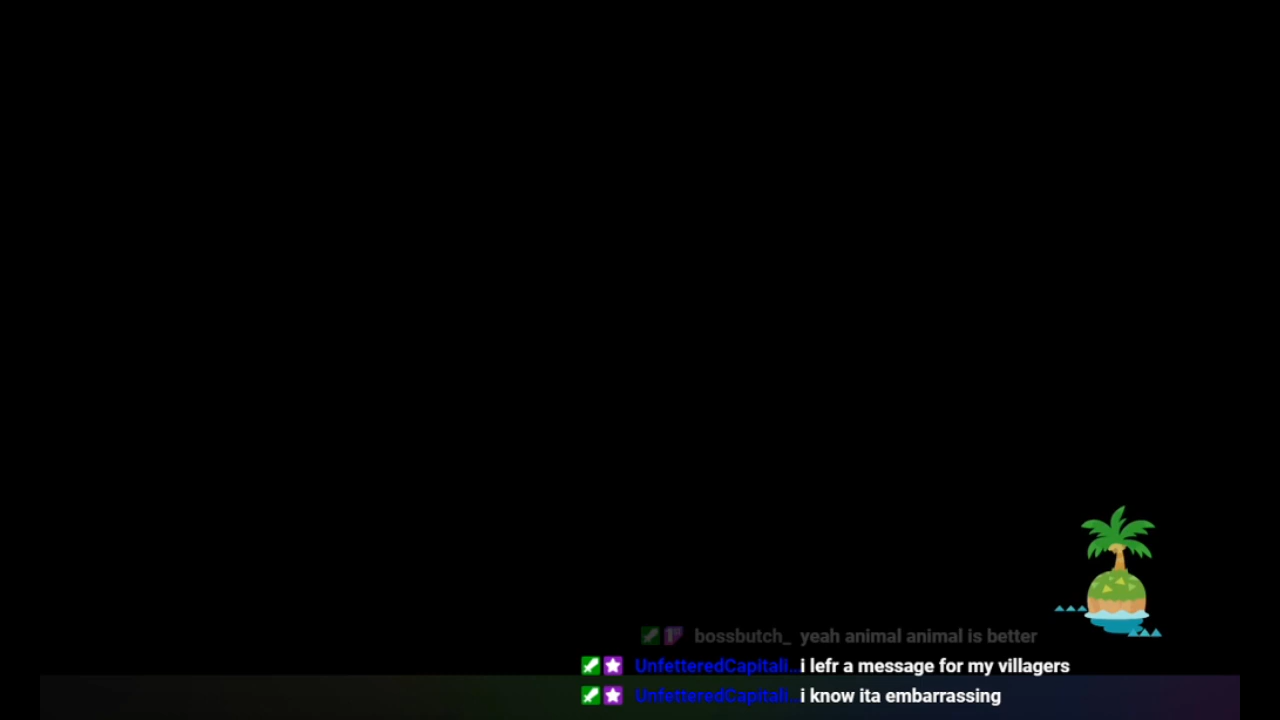 bossbutch_ yeah animal animal is better
UnfetteredCapitali... i lefr a message for my villagers
UnfetteredCapitali... i know ita embarrassing